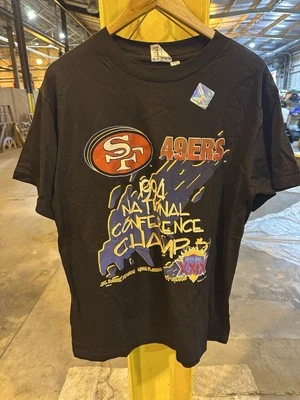 SF 49ERS
1994
NATIONAL
CONFERENCE
CHAMPS
XXIX